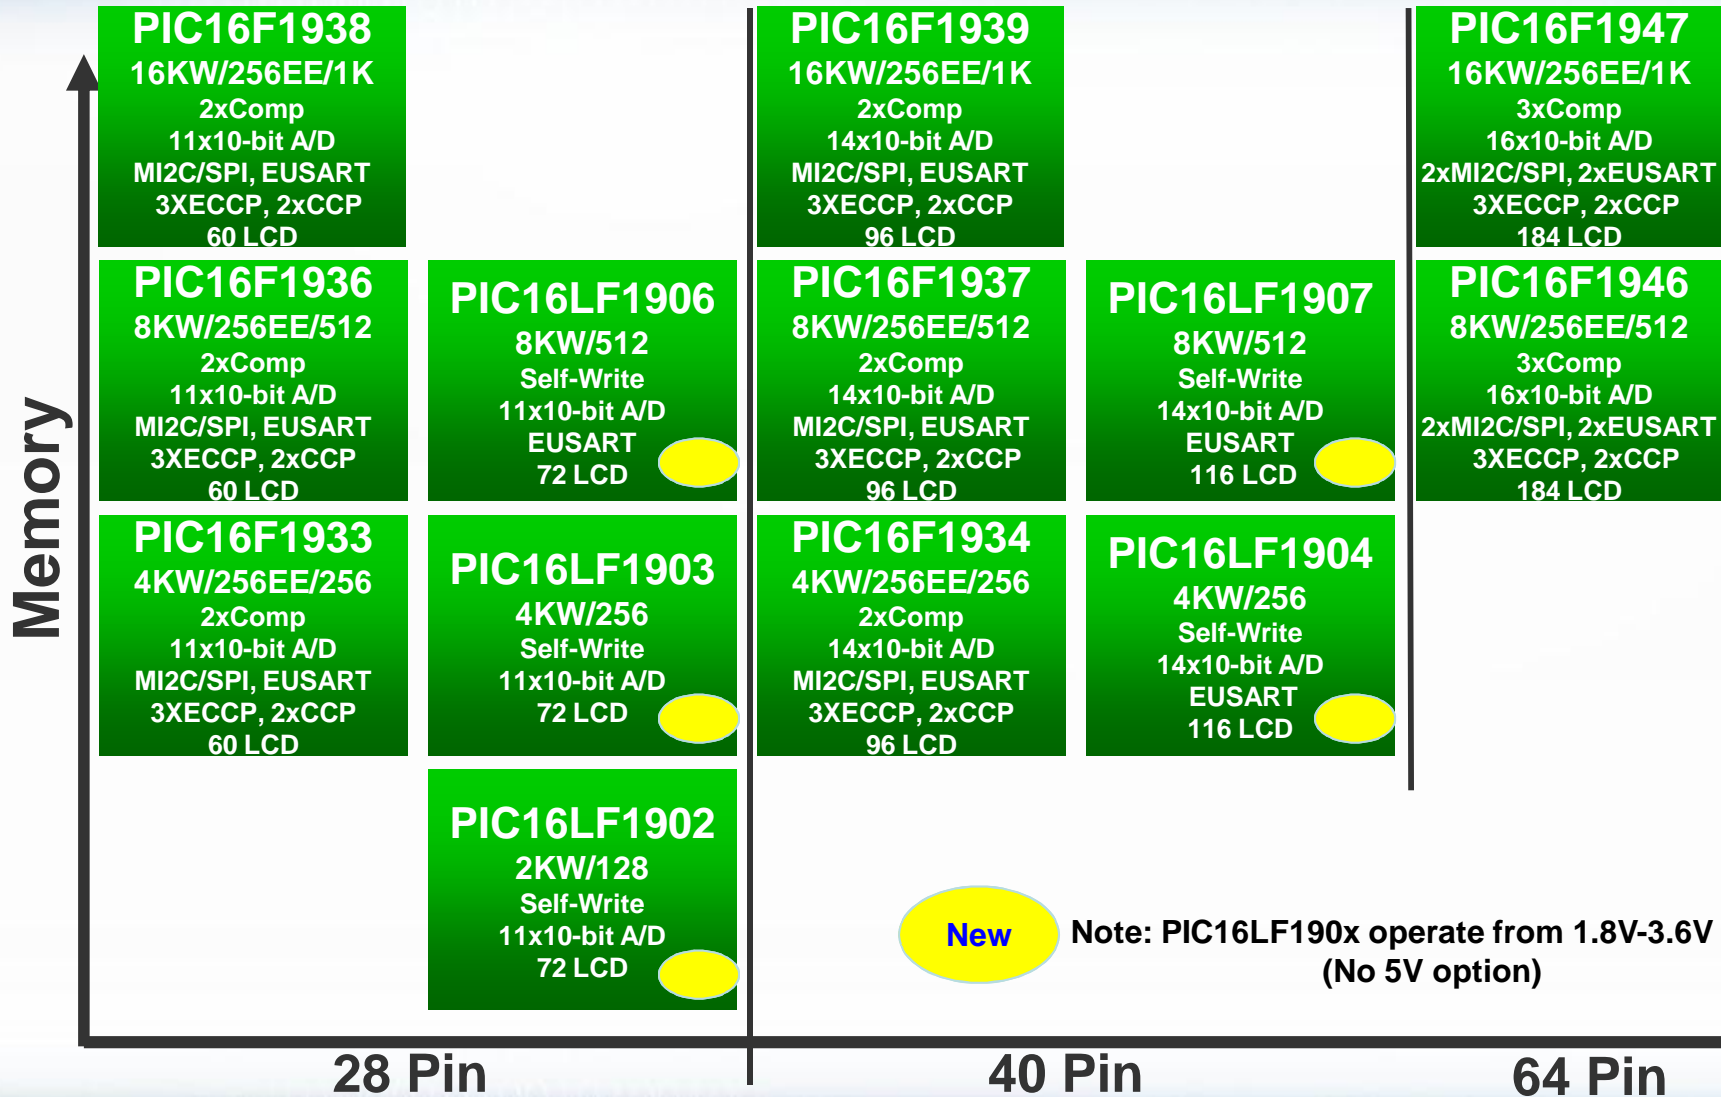 PIC16F1938
16KW/256EE/1K
2xComp
11x10-bit A/D
MI2C/SPI, EUSART
3XECCP, 2xCCP
60 LCD
PIC16F1939
16KW/256EE/1K
2xComp
14x10-bit A/D
MI2C/SPI, EUSART
3XECCP, 2xCCP
96 LCD
PIC16F1947
16KW/256EE/1K
3xComp
16x10-bit A/D
2xMI2C/SPI, 2xEUSART
3XECCP, 2xCCP
184 LCD
PIC16F1936
8KW/256EE/512
2xComp
11x10-bit A/D
MI2C/SPI, EUSART
3XECCP, 2xCCP
60 LCD
PIC16LF1906
8KW/512
Self-Write
11x10-bit A/D
EUSART
72 LCD
PIC16F1937
8KW/256EE/512
2xComp
14x10-bit A/D
MI2C/SPI, EUSART
3XECCP, 2xCCP
96 LCD
PIC16LF1907
8KW/512
Self-Write
14x10-bit A/D
EUSART
116 LCD
PIC16F1946
8KW/256EE/512
3xComp
16x10-bit A/D
2xMI2C/SPI, 2xEUSART
3XECCP, 2xCCP
184 LCD
Memory
PIC16F1933
4KW/256EE/256
2xComp
11x10-bit A/D
MI2C/SPI, EUSART
3XECCP, 2xCCP
60 LCD
PIC16LF1903
4KW/256
Self-Write
11x10-bit A/D
72 LCD
PIC16F1934
4KW/256EE/256
2xComp
14x10-bit A/D
MI2C/SPI, EUSART
3XECCP, 2xCCP
96 LCD
PIC16LF1904
4KW/256
Self-Write
14x10-bit A/D
EUSART
116 LCD
PIC16LF1902
2KW/128
Self-Write
11x10-bit A/D
72 LCD
New
Note: PIC16LF190x operate from 1.8V-3.6V
(No 5V option)
28 Pin
40 Pin
64 Pin